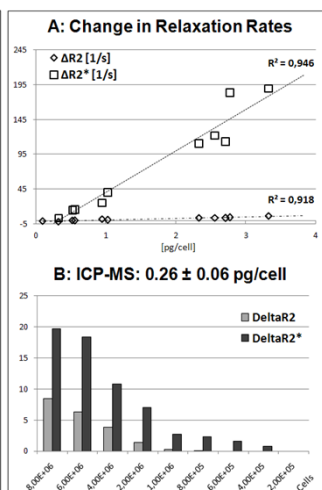 A: Change in Relaxation Rates
245
195
145
95
45
-5
ΔR2 [1/s]
ΔR2* [1/s]
R² = 0,946
R² = 0,918
0 1 2 3 4
[pg/cell]
B: ICP-MS: 0.26 ± 0.06 pg/cell
25
20
15
10
5
0
DeltaR2
DeltaR2*
8,00E+06 6,00E+06 4,00E+06 2,00E+06 1,00E+06 8,00E+05 6,00E+05 4,00E+05 2,00E+05 Cells